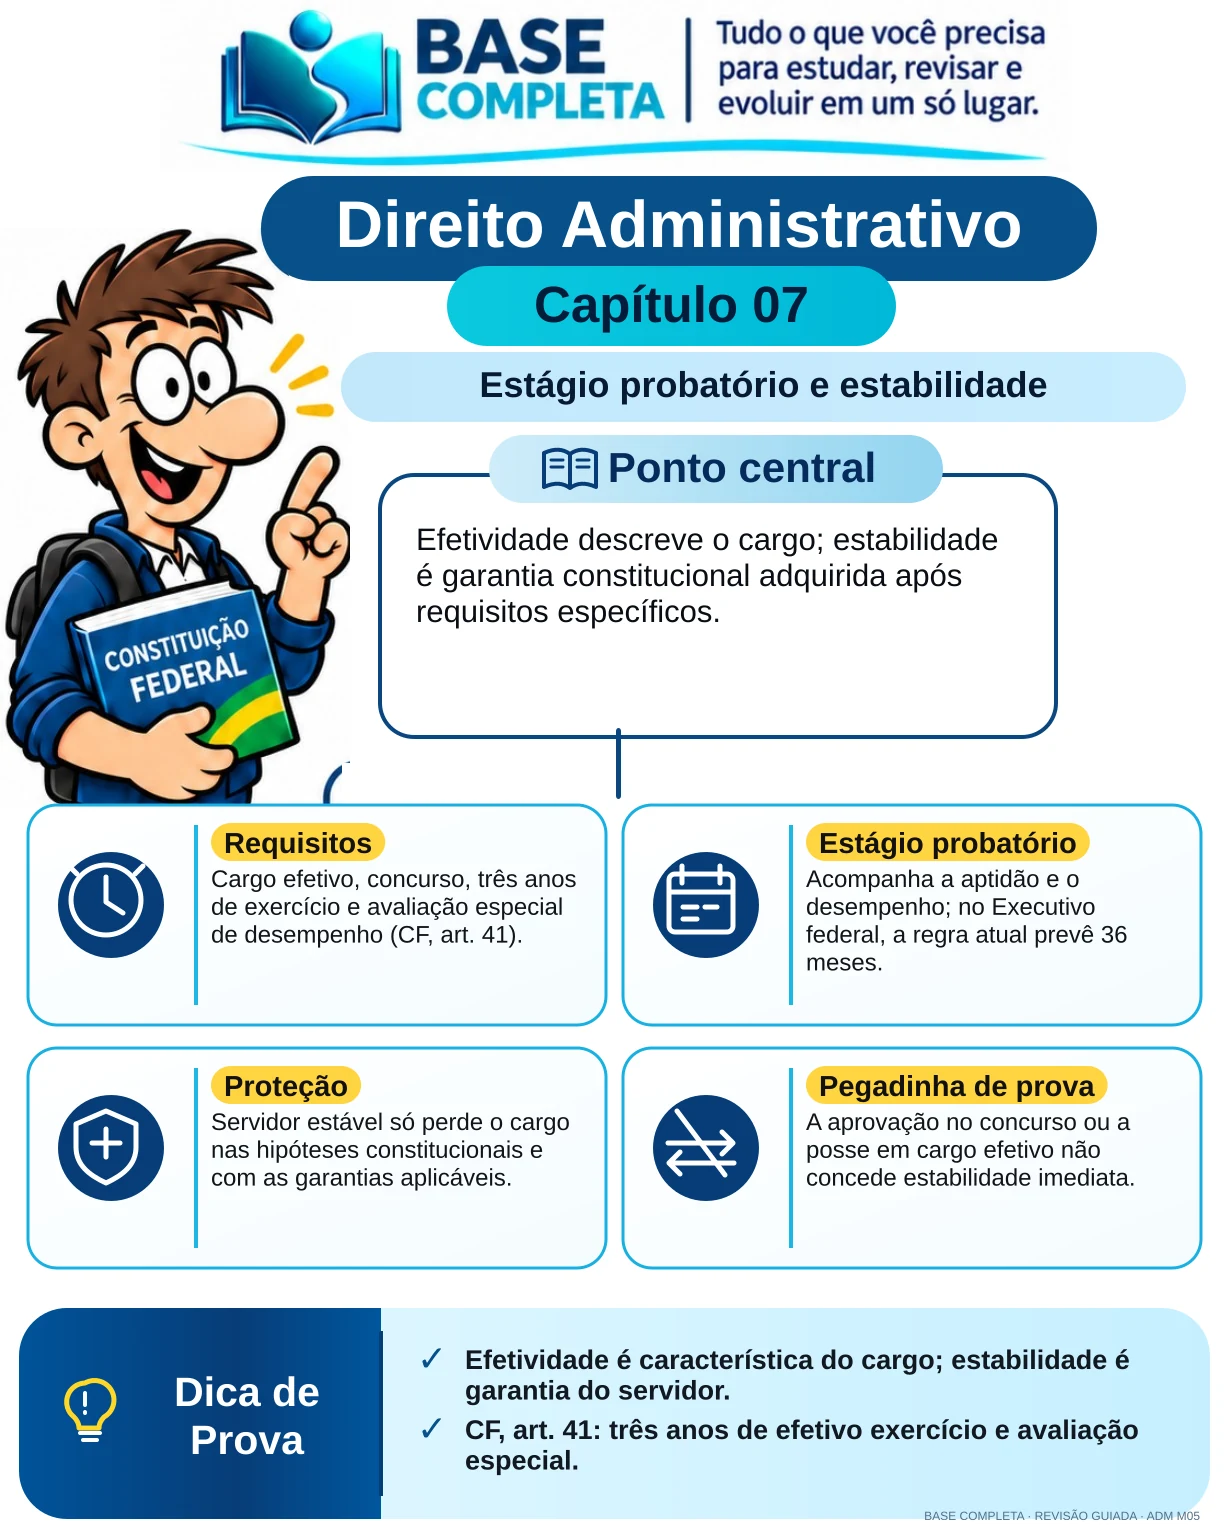 BASE
COMPLETA
Tudo o que você precisa
para estudar, revisar e
evoluir em um só lugar.
Direito Administrativo
Capítulo 07
Estágio probatório e estabilidade
Ponto central
Efetividade descreve o cargo; estabilidade
é garantia constitucional adquirida após
requisitos específicos.
CONSTITUIÇÃO
FEDERAL
Requisitos
Cargo efetivo, concurso, três anos
de exercício e avaliação especial
de desempenho (CF, art. 41).
Estágio probatório
Acompanha a aptidão e o
desempenho; no Executivo
federal, a regra atual prevê 36
meses.
Proteção
Servidor estável só perde o cargo
nas hipóteses constitucionais e
com as garantias aplicáveis.
Pegadinha de prova
A aprovação no concurso ou a
posse em cargo efetivo não
concede estabilidade imediata.
Dica de
Prova
✓ Efetividade é característica do cargo; estabilidade é
garantia do servidor.
✓ CF, art. 41: três anos de efetivo exercício e avaliação
especial.
BASE COMPLETA · REVISÃO GUIADA · ADM M05